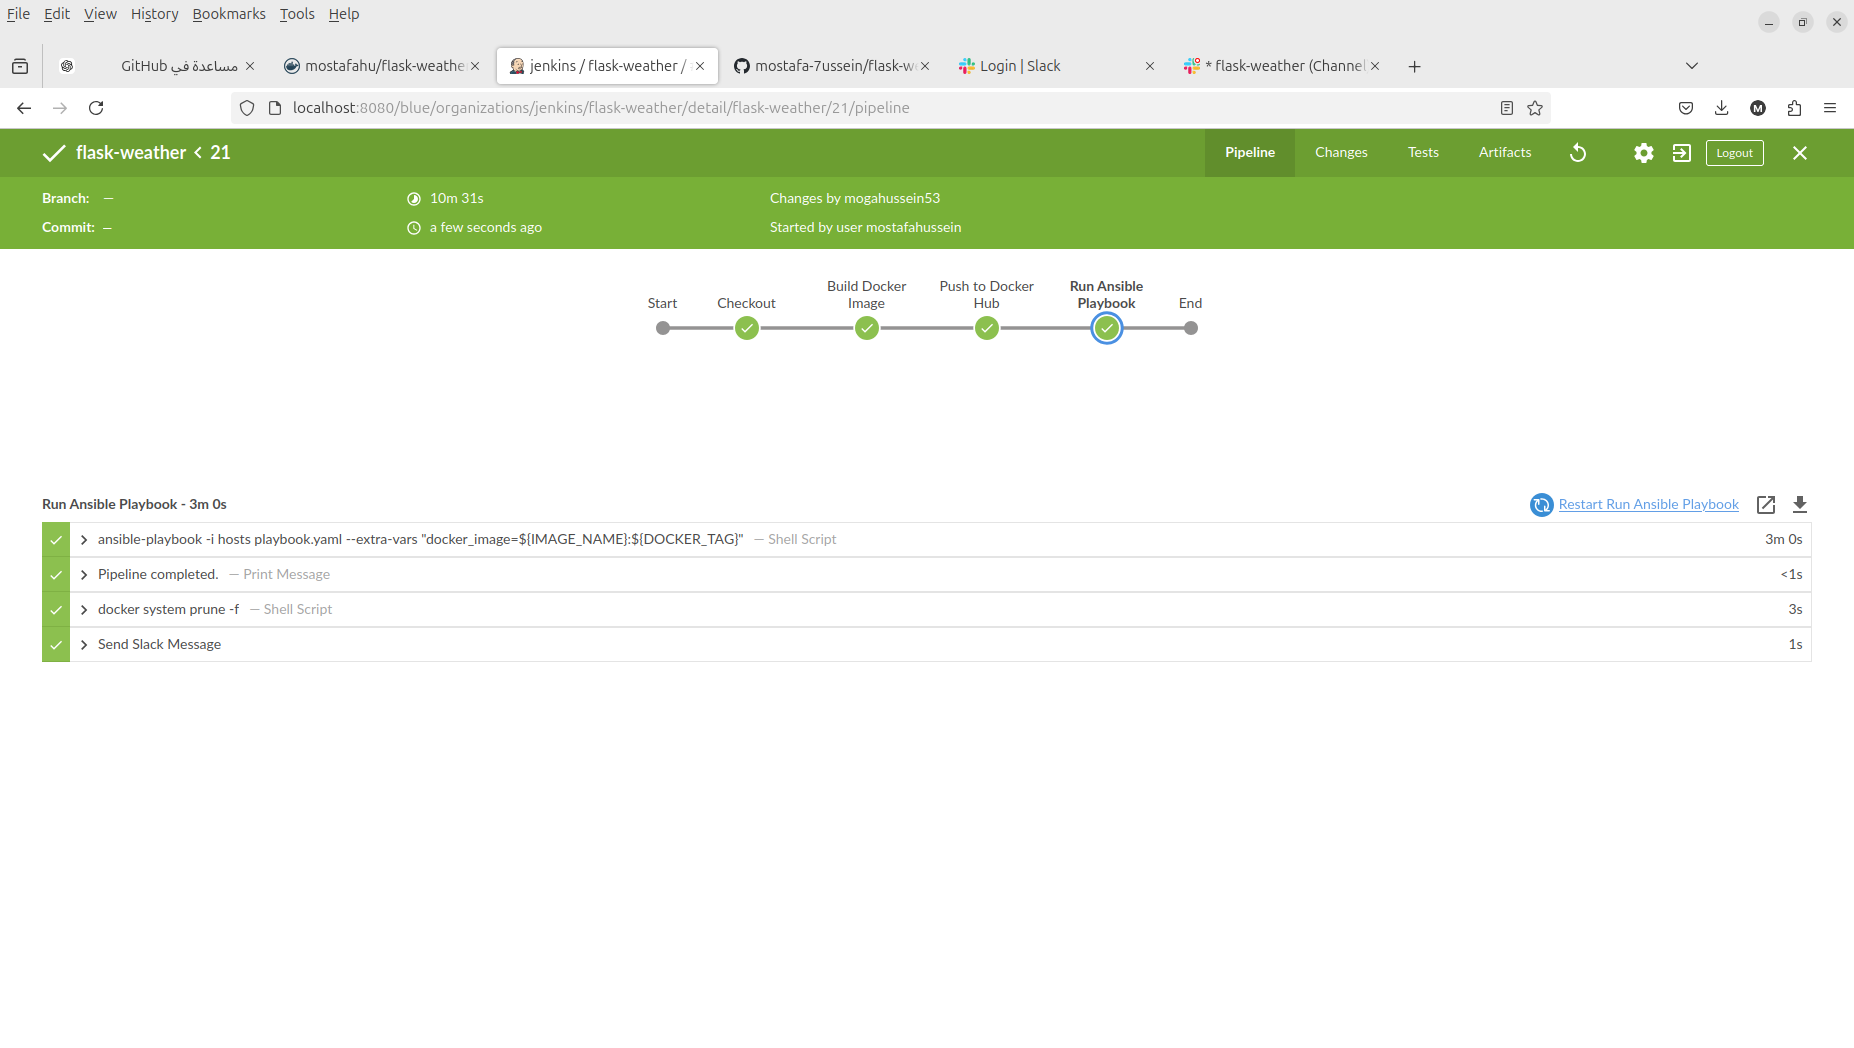 File Edit View History Bookmarks Tools Help
مساعدة في GitHub
mostafahu/flask-weathe
jenkins / flask-weather /
mostafa-7ussein/flask-w
Login | Slack
* flask-weather (Channel
localhost:8080/blue/organizations/jenkins/flask-weather/detail/flask-weather/21/pipeline
M
flask-weather < 21
Pipeline Changes Tests Artifacts Logout
Branch: — 10m 31s Changes by mogahussein53
Commit: — a few seconds ago Started by user mostafahussein
Start
Checkout
Build Docker
Image
Push to Docker
Hub
Run Ansible
Playbook
End
Run Ansible Playbook - 3m 0s Restart Run Ansible Playbook
ansible-playbook -i hosts playbook.yaml --extra-vars "docker_image=${IMAGE_NAME}:${DOCKER_TAG}" — Shell Script 3m 0s
Pipeline completed. — Print Message <1s
docker system prune -f — Shell Script 3s
Send Slack Message 1s